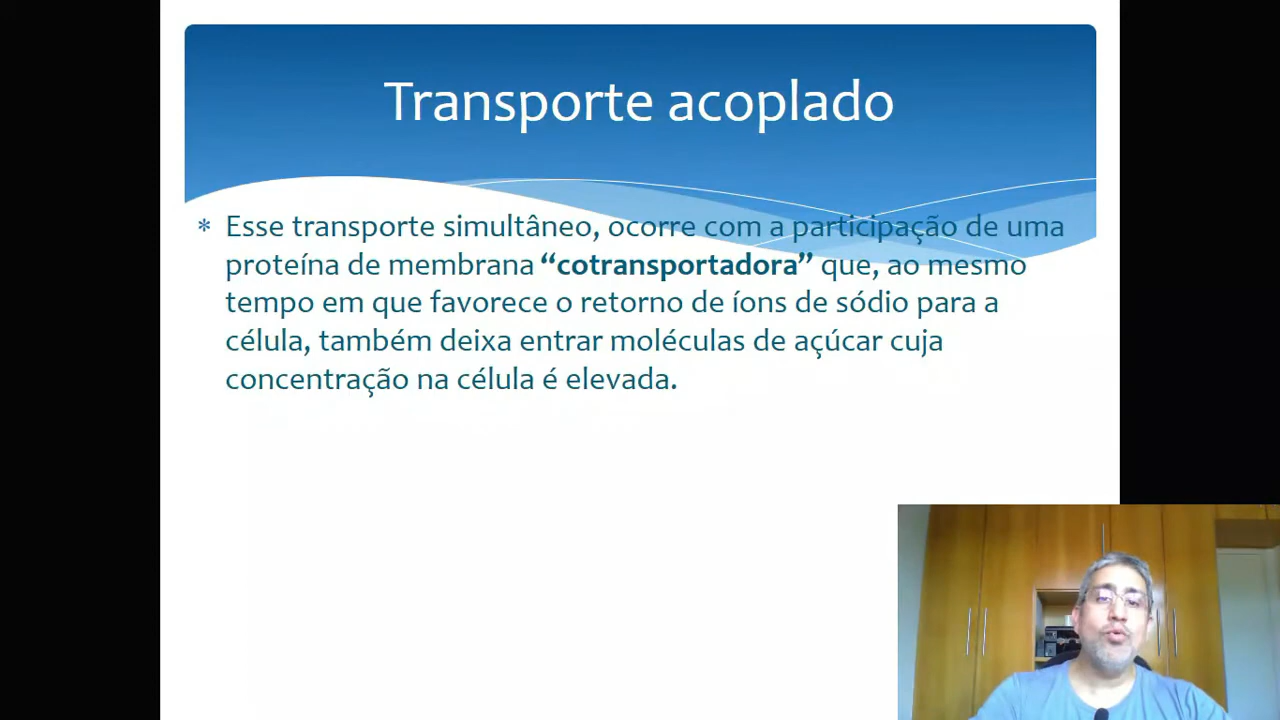 Transporte acoplado
* Esse transporte simultâneo, ocorre com a participação de uma
proteína de membrana “cotransportadora” que, ao mesmo
tempo em que favorece o retorno de íons de sódio para a
célula, também deixa entrar moléculas de açúcar cuja
concentração na célula é elevada.